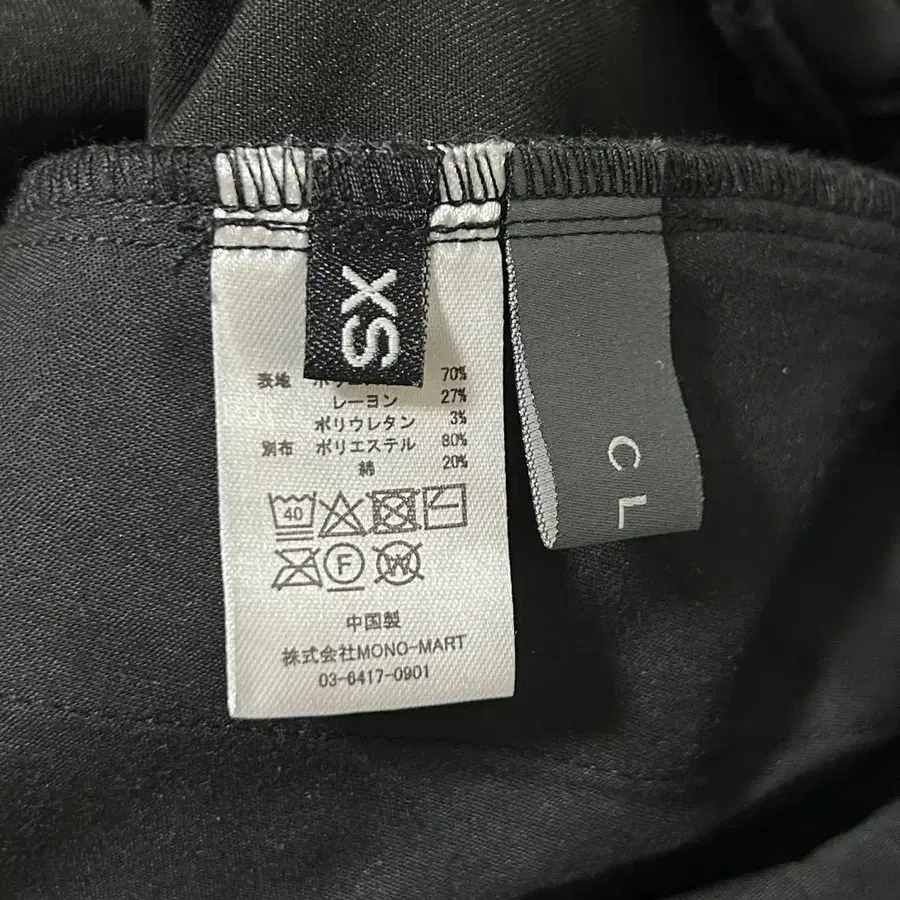 XS
表地 70%
レーヨン 27%
ポリウレタン 3%
別布 ポリエステル 80%
綿 20%
40
F
W
中国製
株式会社MONO-MART
03-6417-0901
CL